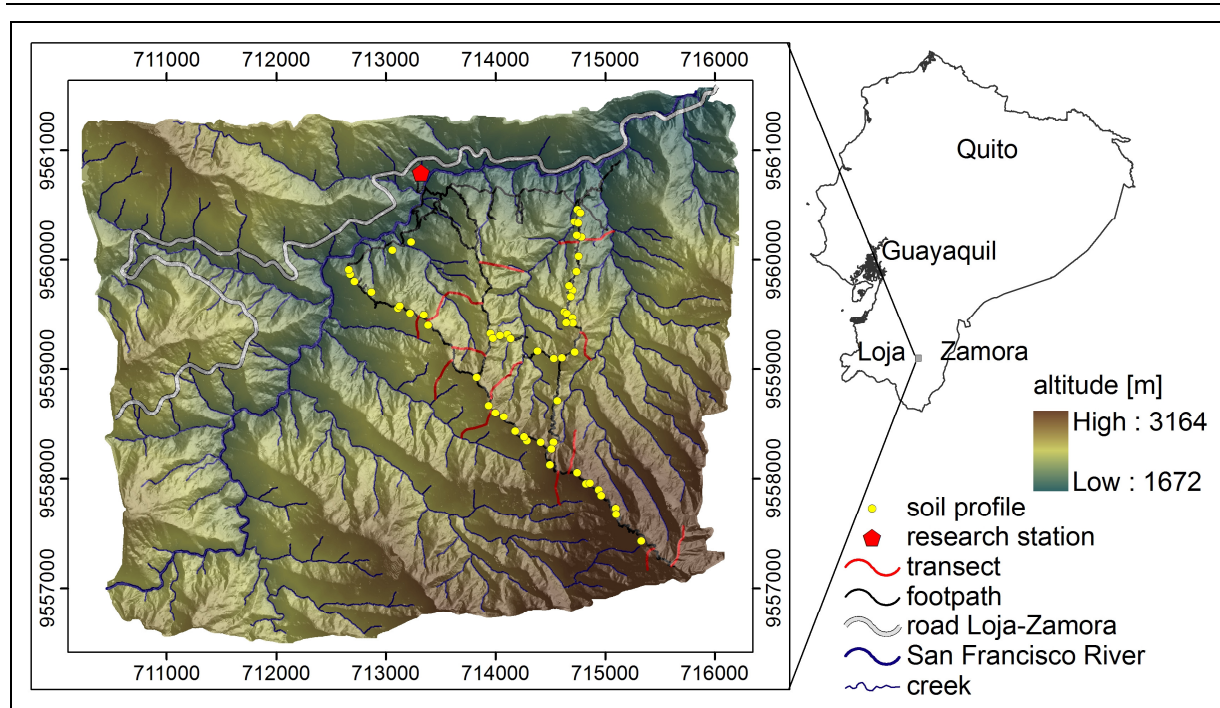 711000 712000 713000 714000 715000 716000
9561000
9560000
9559000
9558000
9557000
9561000
9560000
9559000
9558000
9557000
711000 712000 713000 714000 715000 716000
Quito
Guayaquil
Loja Zamora
altitude [m]
High : 3164
Low : 1672
soil profile
research station
transect
footpath
road Loja-Zamora
San Francisco River
creek